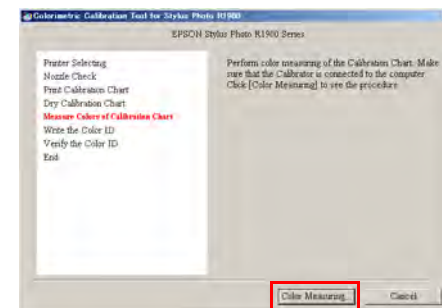 Colorimetric Calibration Tool for Stylus Photo R1900
EPSON Stylus Photo R1900 Series
Printer Selecting
Nozzle Check
Print Calibration Chart
Dry Calibration Chart
Measure Colors of Calibration Chart
Write the Color ID
Verify the Color ID
End
Perform color measuring of the Calibration Chart. Make
sure that the Calibrator is connected to the computer
Click [Color Measuring] to see the procedure
Color Measuring...
Cancel